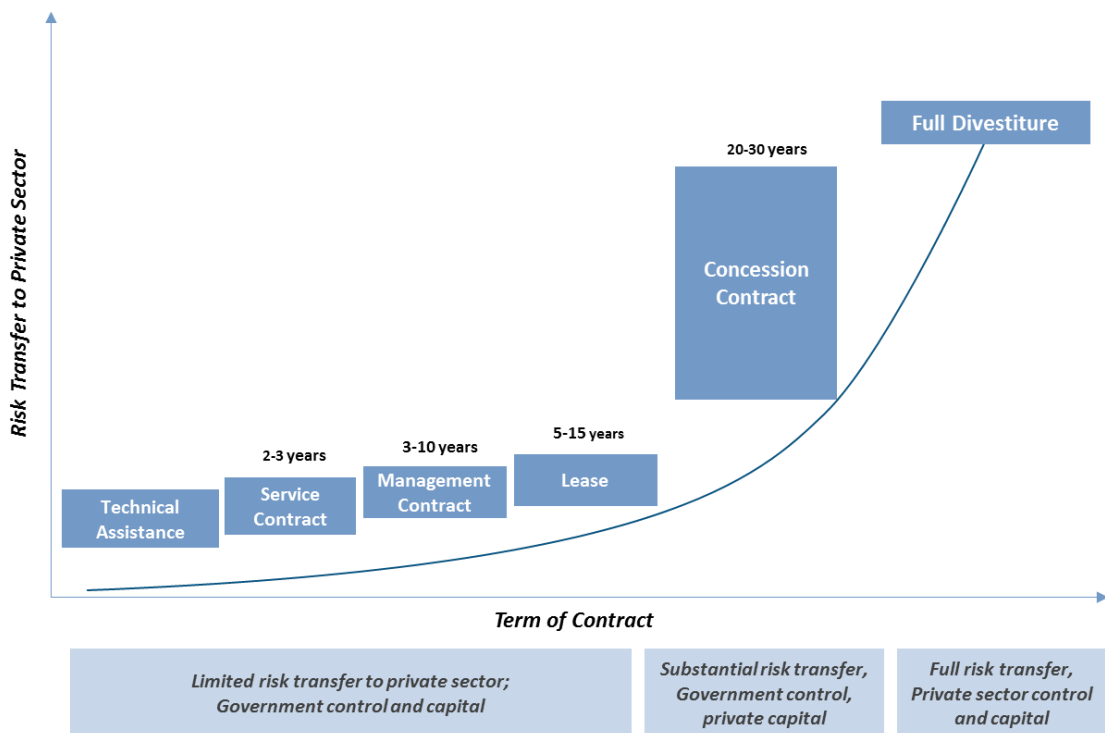 Risk Transfer to Private Sector
Full Divestiture
20-30 years
Concession
Contract
5-15 years
Lease
3-10 years
Management
Contract
2-3 years
Service
Contract
Technical
Assistance
Term of Contract
Limited risk transfer to private sector;
Government control and capital
Substantial risk transfer,
Government control,
private capital
Full risk transfer,
Private sector control
and capital